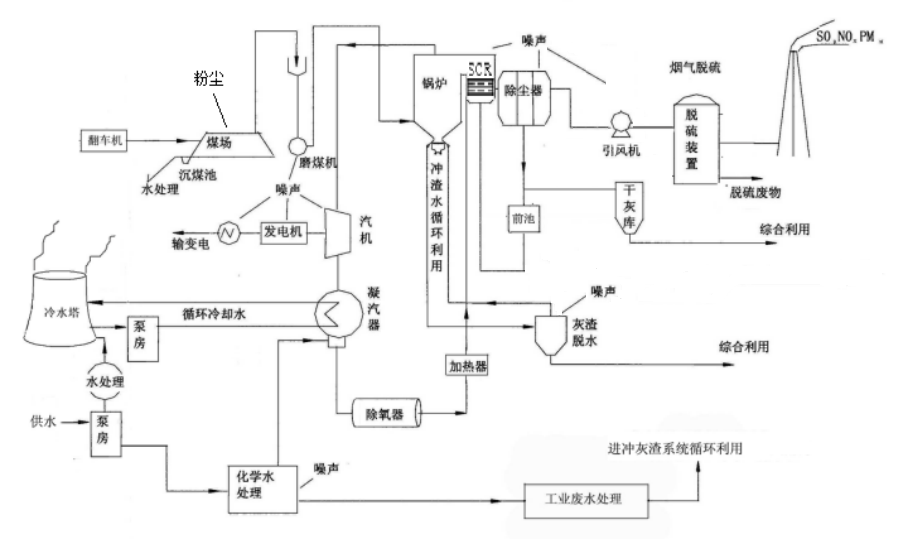 SOxNOxPM10
噪声
烟气脱硫
粉尘
锅炉
SCR
除尘器
脱硫装置
翻车机
煤场
磨煤机
引风机
沉煤池
水处理
冲渣水循环利用
脱硫废物
干灰库
噪声
前池
汽机
发电机
输变电
综合利用
凝汽器
噪声
冷水塔
循环冷却水
泵房
灰渣脱水
综合利用
加热器
水处理
供水
泵房
除氧器
进冲灰渣系统循环利用
化学水处理
噪声
工业废水处理